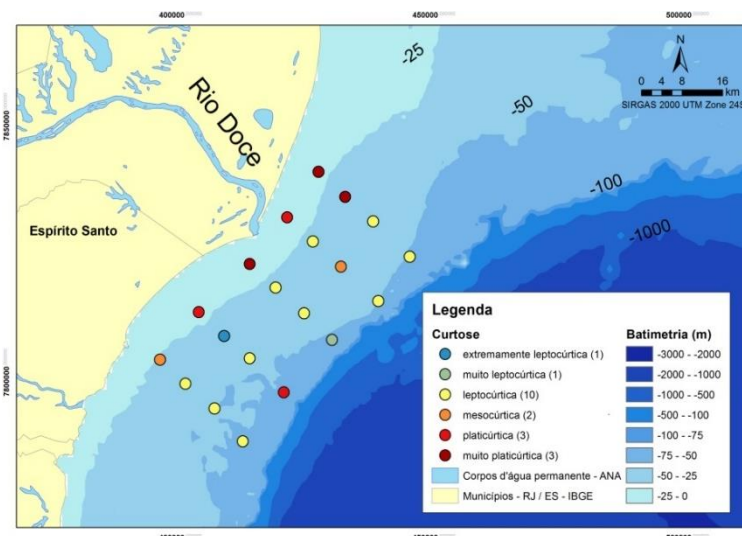 400000 450000 500000
N
0 4 8 16
km
SIRGAS 2000 UTM Zone 24S
-25
-50
-100
-1000
7850000
Rio Doce
Espírito Santo
7800000
Legenda
Curtose
extremamente leptocúrtica (1)
muito leptocúrtica (1)
leptocúrtica (10)
mesocúrtica (2)
platicúrtica (3)
muito platicúrtica (3)
Corpos d'água permanente - ANA
Municípios - RJ / ES - IBGE
Batimetria (m)
-3000 - -2000
-2000 - -1000
-1000 - -500
-500 - -100
-100 - -75
-75 - -50
-50 - -25
-25 - 0
400000 450000 500000